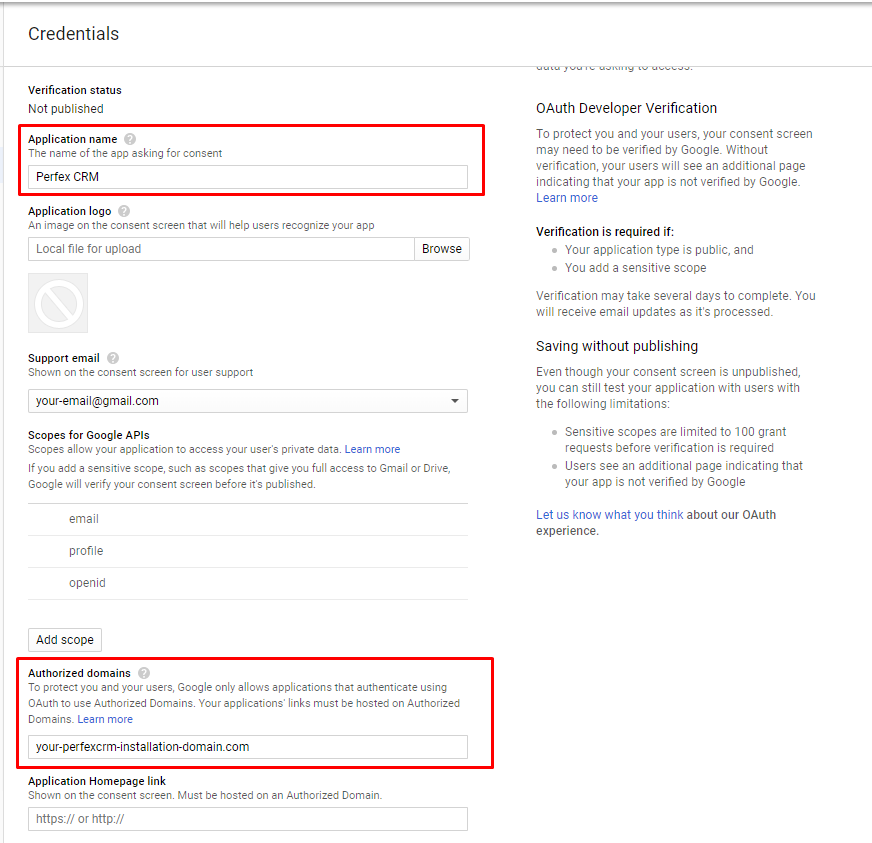 Credentials
Verification status
Not published
Application name
The name of the app asking for consent
Perfex CRM
Application logo
An image on the consent screen that will help users recognize your app
Local file for upload
Browse
Support email
Shown on the consent screen for user support
your-email@gmail.com
Scopes for Google APIs
Scopes allow your application to access your user's private data. Learn more
If you add a sensitive scope, such as scopes that give you full access to Gmail or Drive,
Google will verify your consent screen before it's published.
email
profile
openid
Add scope
Authorized domains
To protect you and your users, Google only allows applications that authenticate using
OAuth to use Authorized Domains. Your applications' links must be hosted on Authorized
Domains. Learn more
your-perfexcrm-installation-domain.com
Application Homepage link
Shown on the consent screen. Must be hosted on an Authorized Domain.
https:// or http://
data you're asking to access.
OAuth Developer Verification
To protect you and your users, your consent screen
may need to be verified by Google. Without
verification, your users will see an additional page
indicating that your app is not verified by Google.
Learn more
Verification is required if:
Your application type is public, and
You add a sensitive scope
Verification may take several days to complete. You
will receive email updates as it's processed.
Saving without publishing
Even though your consent screen is unpublished,
you can still test your application with users with
the following limitations:
Sensitive scopes are limited to 100 grant
requests before verification is required
Users see an additional page indicating that
your app is not verified by Google
Let us know what you think about our OAuth
experience.